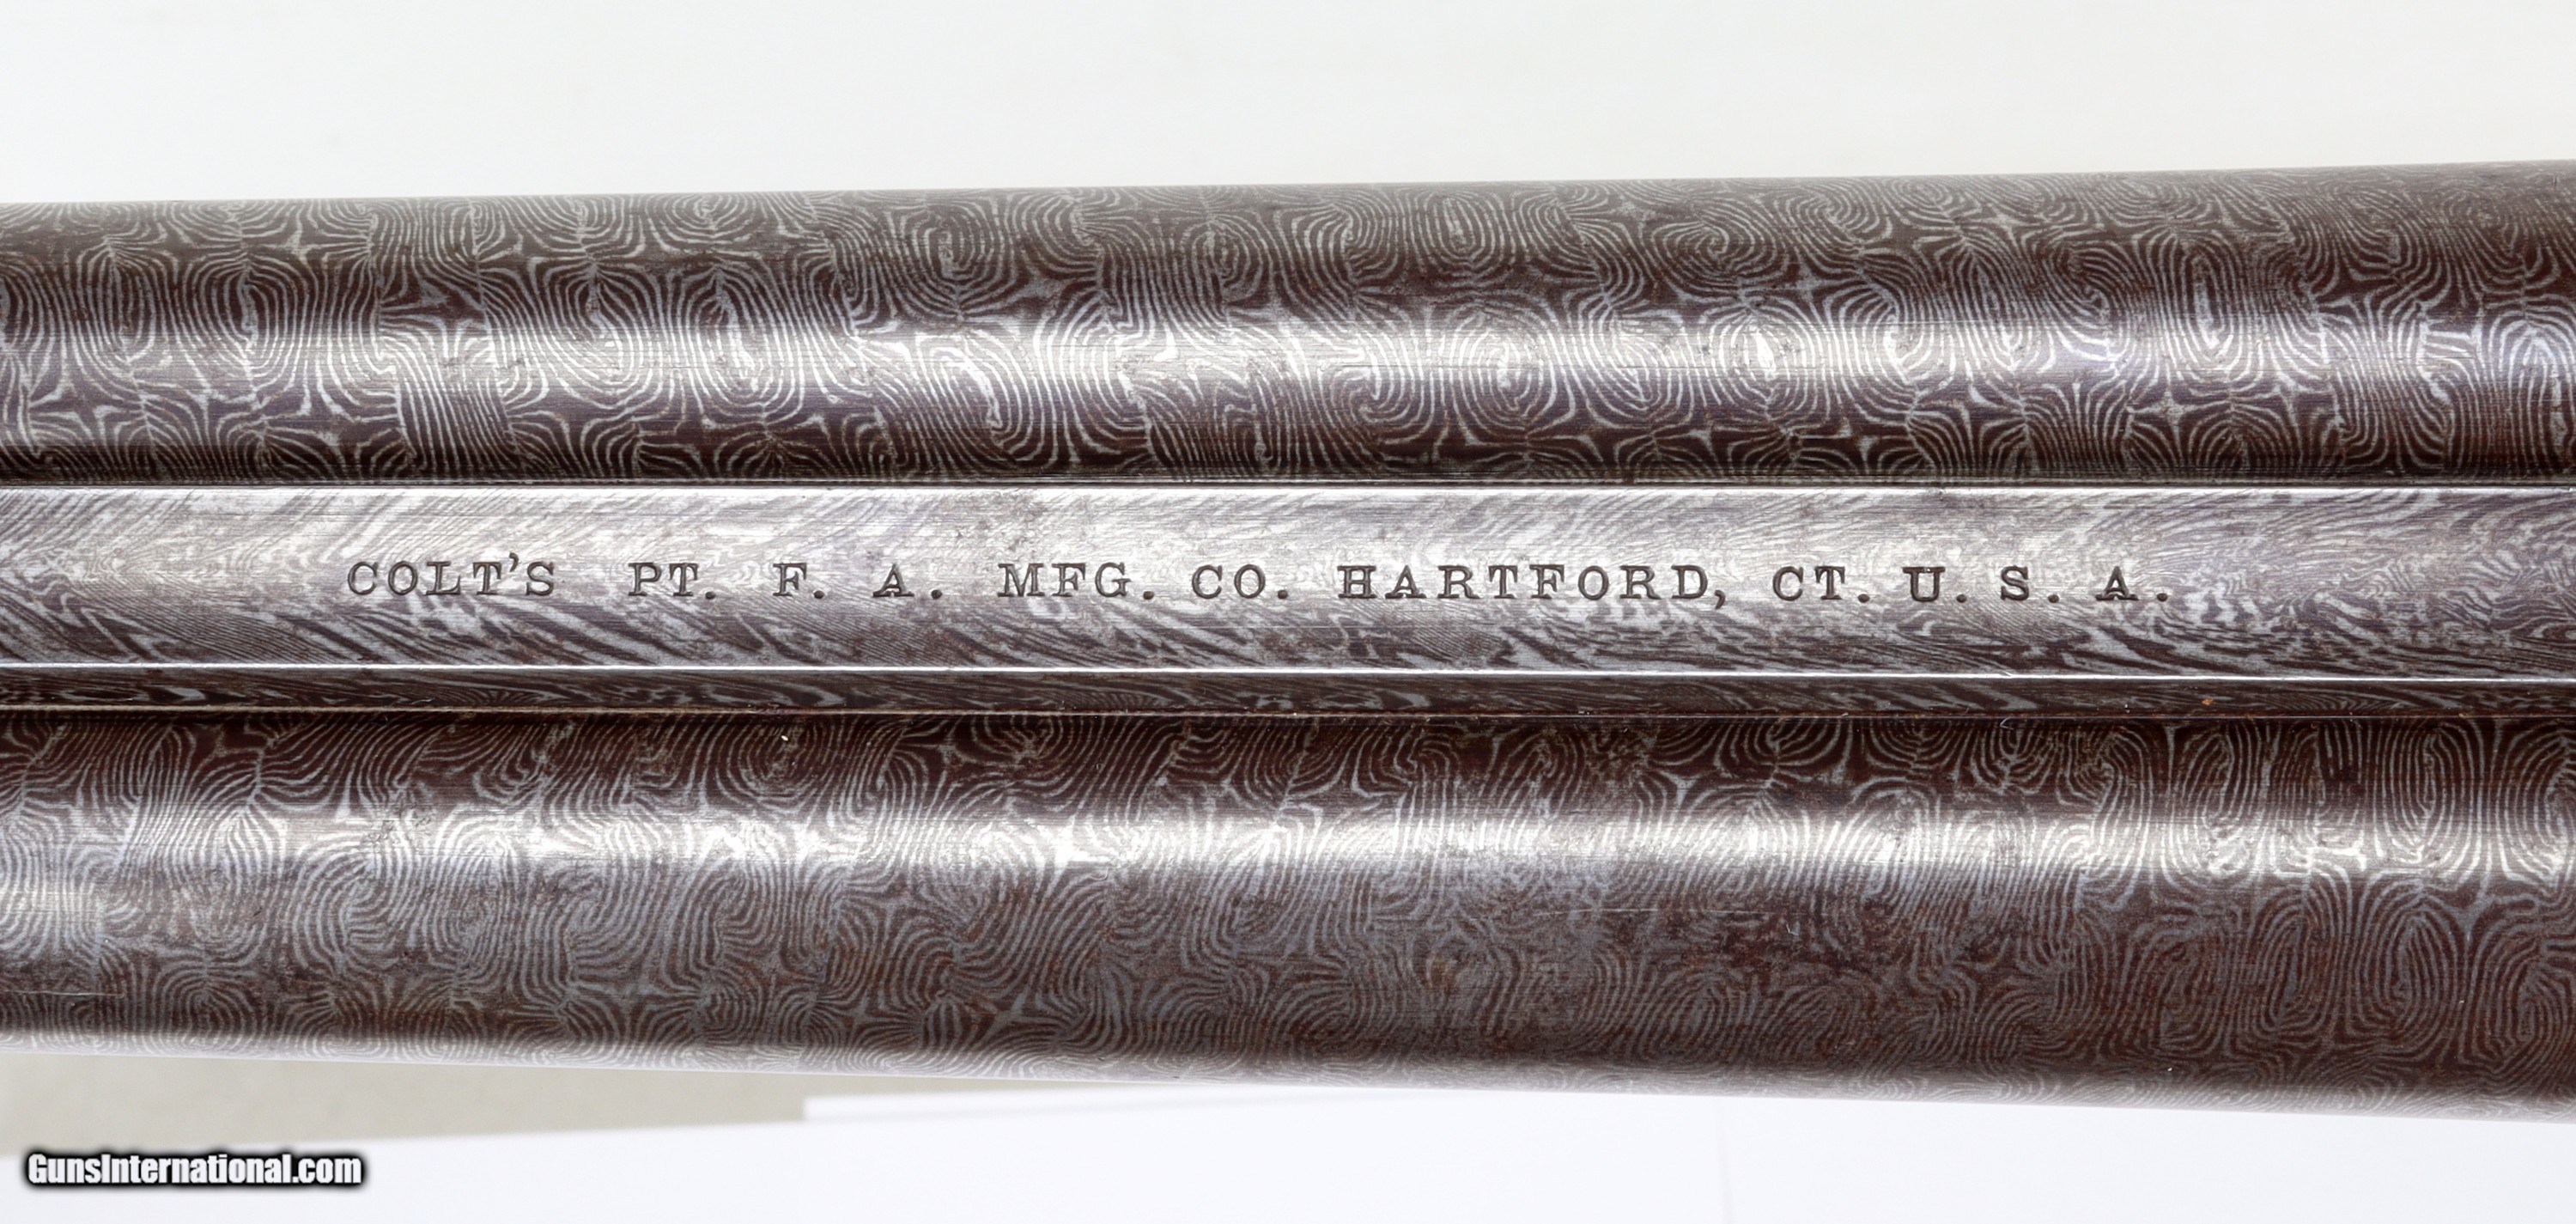 COLT'S PT. F. A. MFG. CO. HARTFORD, CT. U. S. A.
GunsInternational.com